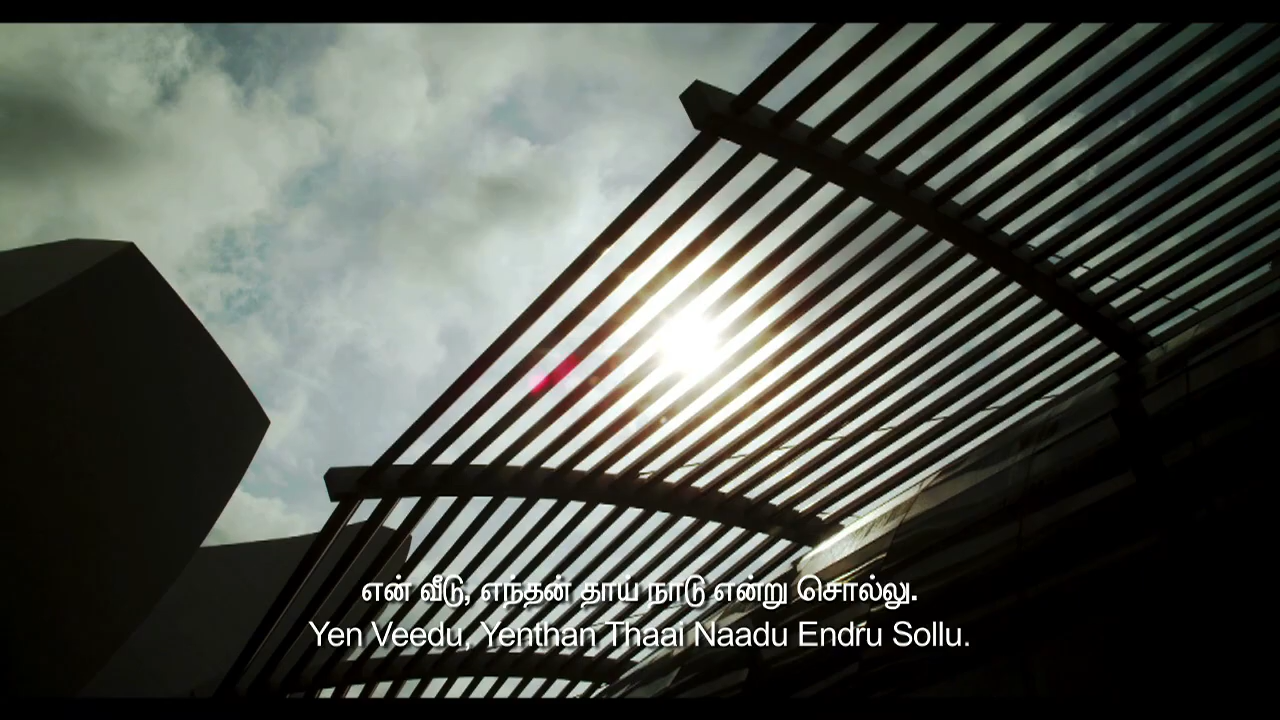 என் வீடு, எந்தன் தாய் நாடு என்று சொல்லு.
Yen Veedu, Yenthan Thaai Naadu Endru Sollu.